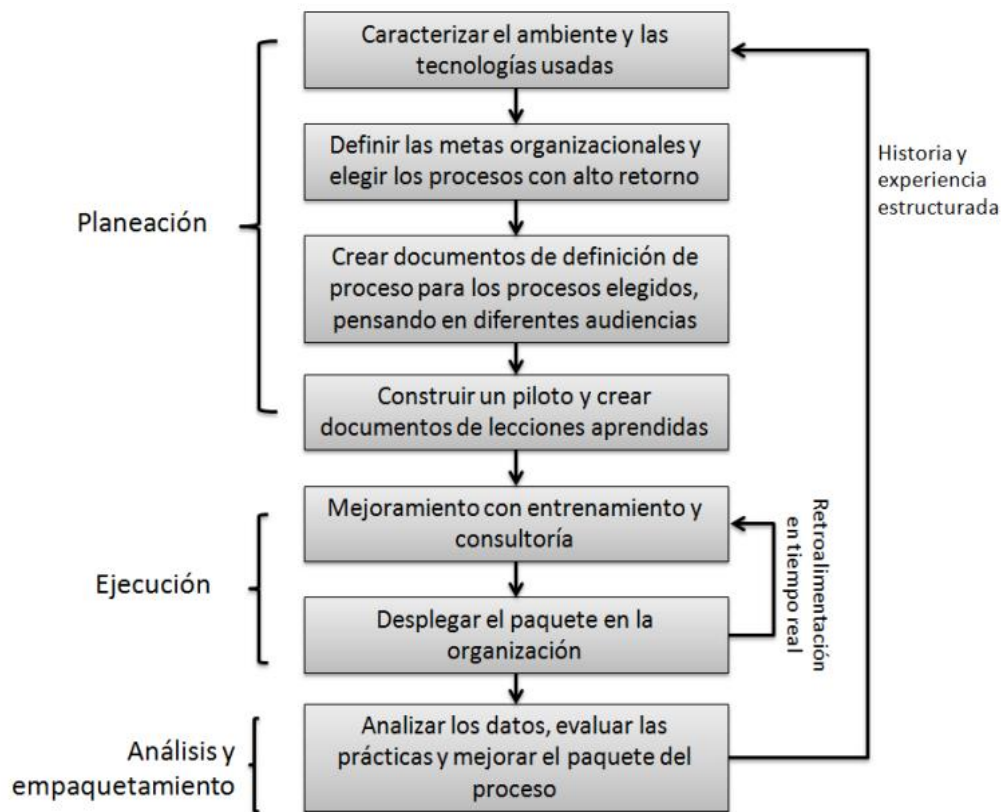 Caracterizar el ambiente y las
tecnologías usadas
Definir las metas organizacionales y
elegir los procesos con alto retorno
Historia y
experiencia
estructurada
Planeación
Crear documentos de definición de
proceso para los procesos elegidos,
pensando en diferentes audiencias
Construir un piloto y crear
documentos de lecciones aprendidas
Mejoramiento con entrenamiento y
consultoría
Retroalimentación
en tiempo real
Ejecución
Desplegar el paquete en la
organización
Análisis y
empaquetamiento
Analizar los datos, evaluar las
prácticas y mejorar el paquete del
proceso